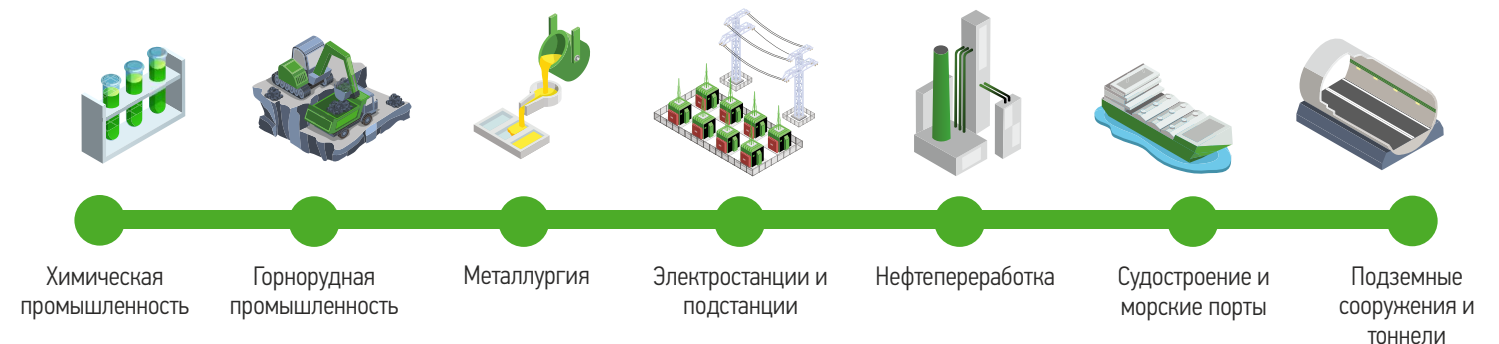 Химическая
промышленность
Горнорудная
промышленность
Металлургия
Электростанции и
подстанции
Нефтепереработка
Судостроение и
морские порты
Подземные
сооружения и
тоннели